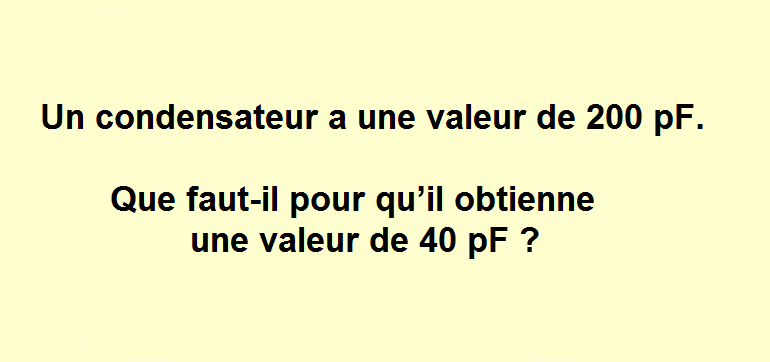 Un condensateur a une valeur de 200 pF.
Que faut-il pour qu’il obtienne
une valeur de 40 pF ?